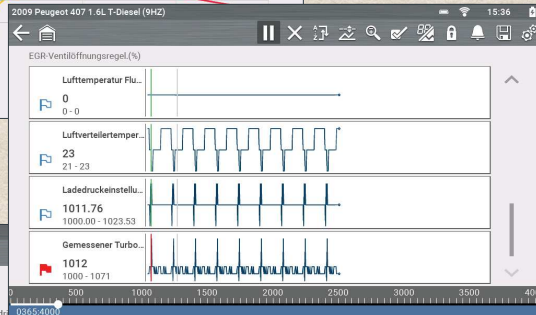 2009 Peugeot 407 1.6L T-Diesel (9HZ)
15:36
EGR-Ventilöffnungsregel.(%)
Lufttemperatur Flu...
0
0 - 0
Luftverteilertemper...
23
21 - 23
Ladedruckeinstellu...
1011.76
1000.00 - 1023.53
Gemessener Turbo...
1012
1000 - 1071
0 500 1000 1500 2000 2500 3000 3500
0365:4000